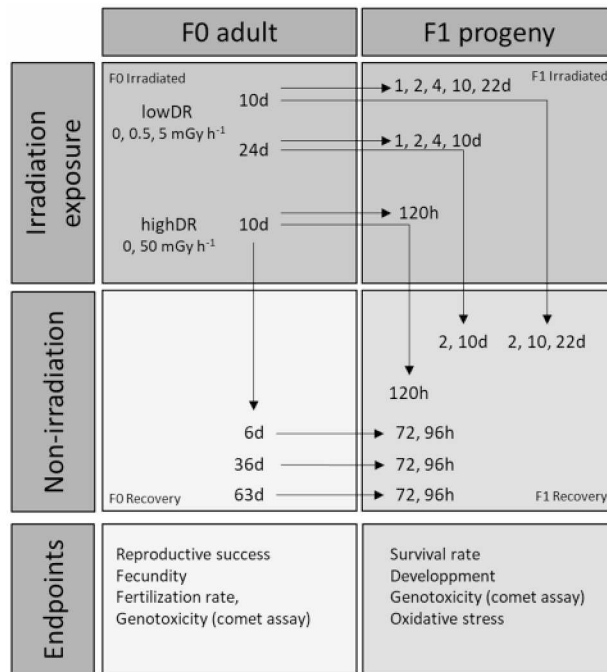 F0 adult
F1 progeny
Irradiation
exposure
F0 Irradiated
F1 Irradiated
lowDR
0, 0.5, 5 mGy h⁻¹
10d
1, 2, 4, 10, 22d
24d
1, 2, 4, 10d
highDR
0, 50 mGy h⁻¹
10d
120h
Non-irradiation
2, 10d
2, 10, 22d
120h
6d
72, 96h
36d
72, 96h
63d
72, 96h
F0 Recovery
F1 Recovery
Endpoints
Reproductive success
Fecundity
Fertilization rate,
Genotoxicity (comet assay)
Survival rate
Developpment
Genotoxicity (comet assay)
Oxidative stress